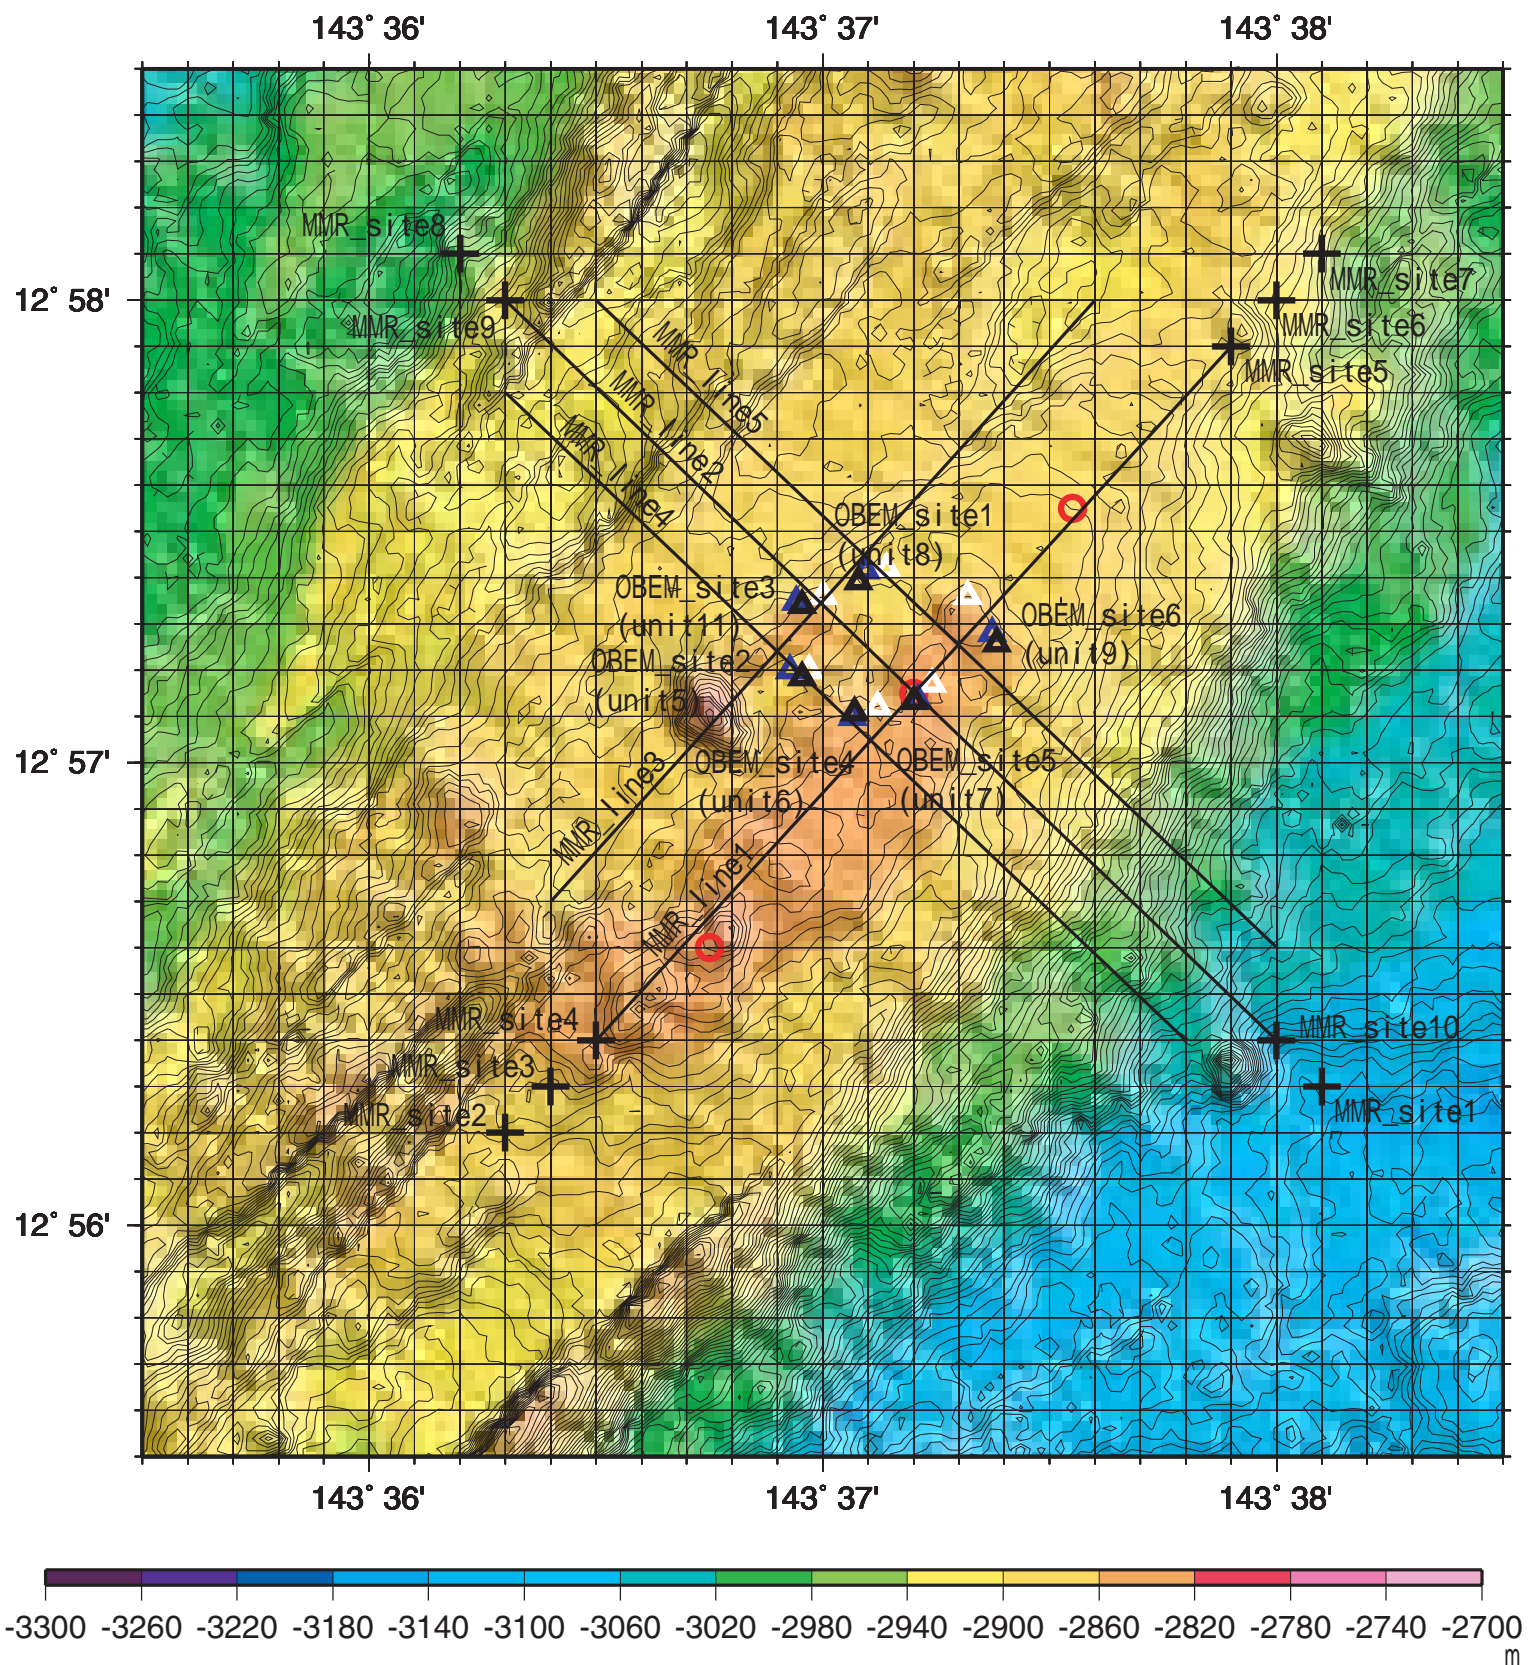 143° 36'
143° 37'
143° 38'
MMR_site8
MMR_site7
12° 58'
MMR_site9
MMR_site6
MMR_site5
MMR_line5
MMR_line2
MMR_line4
OBEM_site1
(unit8)
OBEM_site3
(unit11)
OBEM_site6
(unit9)
OBEM_site2
(unit5)
12° 57'
OBEM_site4
(unit6)
OBEM_site5
(unit7)
MMR_line3
MMR_line1
MMR_site4
MMR_site10
MMR_site3
MMR_site2
MMR_site1
12° 56'
143° 36'
143° 37'
143° 38'
-3300 -3260 -3220 -3180 -3140 -3100 -3060 -3020 -2980 -2940 -2900 -2860 -2820 -2780 -2740 -2700
m